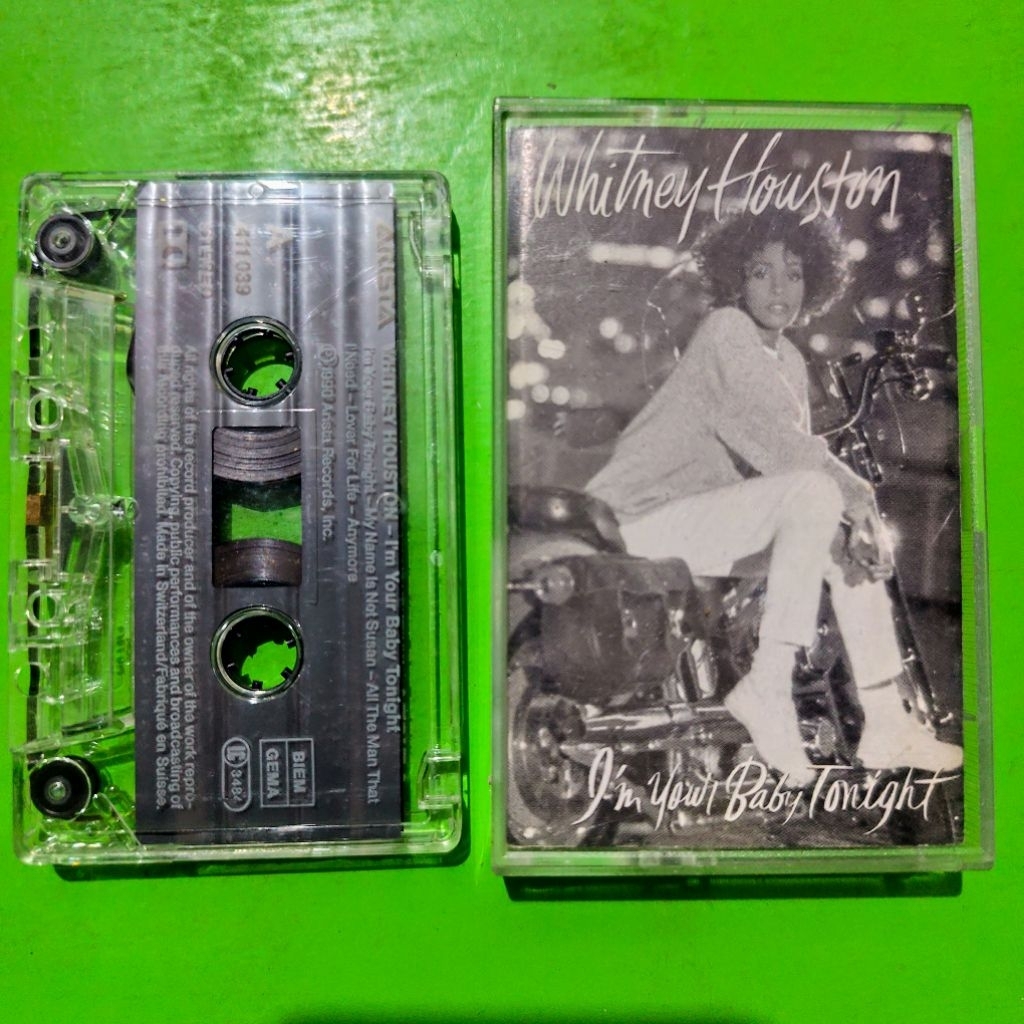 ARISTA
WHITNEY HOUSTON – I'm Your Baby Tonight
I'm Your Baby Tonight – My Name Is Not Susan – All The Man That
I Need – Lover For Life – Anymore
Ⓟ 1990 Arista Records, Inc.
A
411 039
STEREO
BIEM
GEMA
LC 3484
All rights of the record producer and of the owner of the work repro-
duced reserved. Copying, public performances and broadcasting of
this recording prohibited. Made in Switzerland/Fabriqué en Suisse.
Whitney Houston
I'm Your Baby Tonight